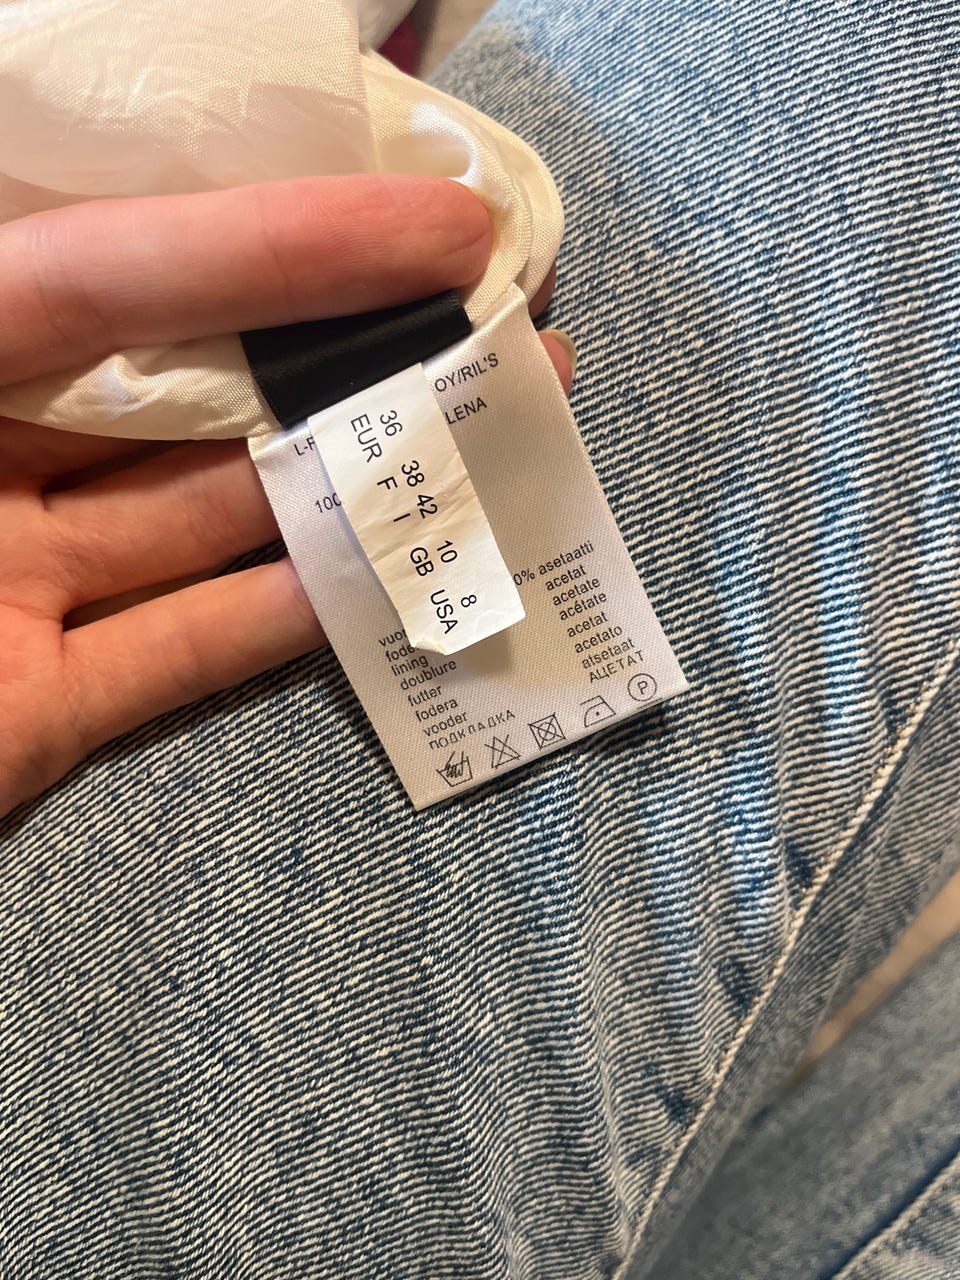 OY/RIL'S
LENA
L-F
100
36 38 42 10 8
EUR F I GB USA
0% asetaatti
acetat
acetate
acétate
acetat
acetato
atsetaat
АЦЕТАТ
vuor
fode
lining
doublure
futter
fodera
vooder
ПОДКЛАДКА
P